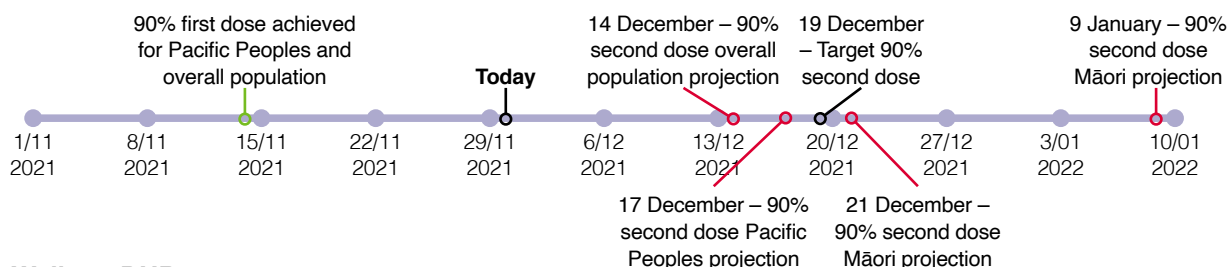 90% first dose achieved
for Pacific Peoples and
overall population
Today
14 December – 90%
second dose overall
population projection
19 December
– Target 90%
second dose
9 January – 90%
second dose
Māori projection
1/11
2021
8/11
2021
15/11
2021
22/11
2021
29/11
2021
6/12
2021
13/12
2021
20/12
2021
27/12
2021
3/01
2022
10/01
2022
17 December – 90%
second dose Pacific
Peoples projection
21 December –
90% second dose
Māori projection